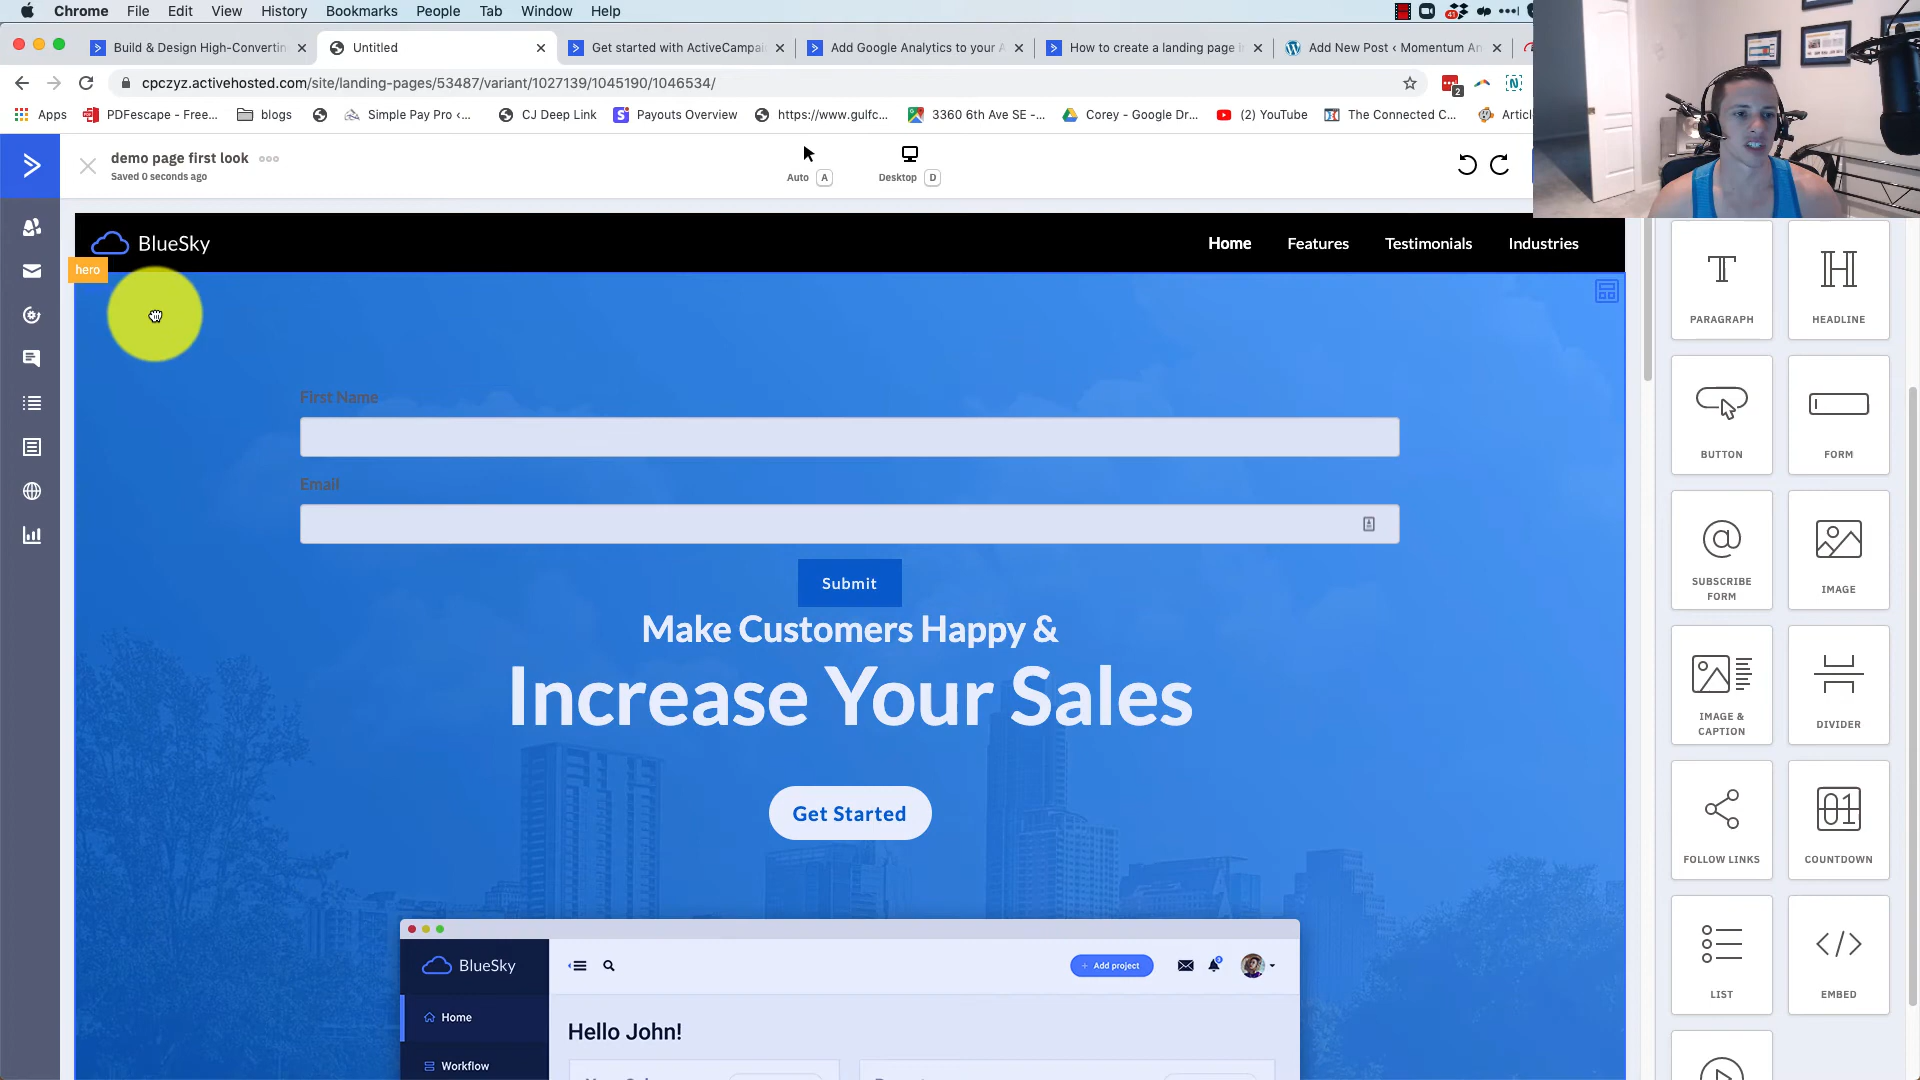 Chrome File Edit View History Bookmarks People Tab Window Help
41
Build & Design High-Convertin
Untitled
Get started with ActiveCampai
Add Google Analytics to your A
How to create a landing page i
Add New Post ‹ Momentum An
cpczyz.activehosted.com/site/landing-pages/53487/variant/1027139/1045190/1046534/
2
Apps
PDFescape - Free...
blogs
Simple Pay Pro ‹...
CJ Deep Link
Payouts Overview
https://www.gulfc...
3360 6th Ave SE -...
Corey - Google Dr...
(2) YouTube
The Connected C...
Articl
demo page first look
Saved 0 seconds ago
Auto A
Desktop D
BlueSky
Home
Features
Testimonials
Industries
hero
First Name
Email
Submit
Make Customers Happy &
Increase Your Sales
Get Started
BlueSky
+ Add project
Home
Hello John!
Workflow
PARAGRAPH
HEADLINE
BUTTON
FORM
SUBSCRIBE
FORM
IMAGE
IMAGE &
CAPTION
DIVIDER
FOLLOW LINKS
01
COUNTDOWN
LIST
EMBED